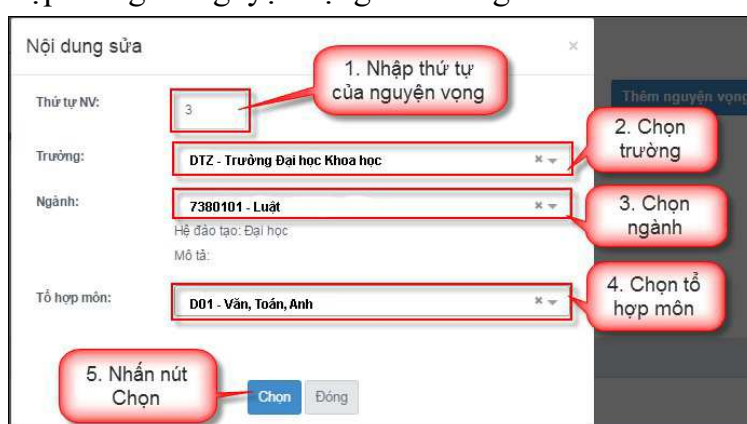 Nội dung sửa
×
1. Nhập thứ tự
của nguyện vọng
Thứ tự NV:
3
Thêm nguyện vọng
2. Chọn
trường
Trường:
DTZ - Trường Đại học Khoa học
×
Ngành:
7380101 - Luật
×
3. Chọn
ngành
Hệ đào tạo: Đại học
Mô tả:
4. Chọn tổ
hợp môn
Tổ hợp môn:
D01 - Văn, Toán, Anh
×
5. Nhấn nút
Chọn
Chọn
Đóng